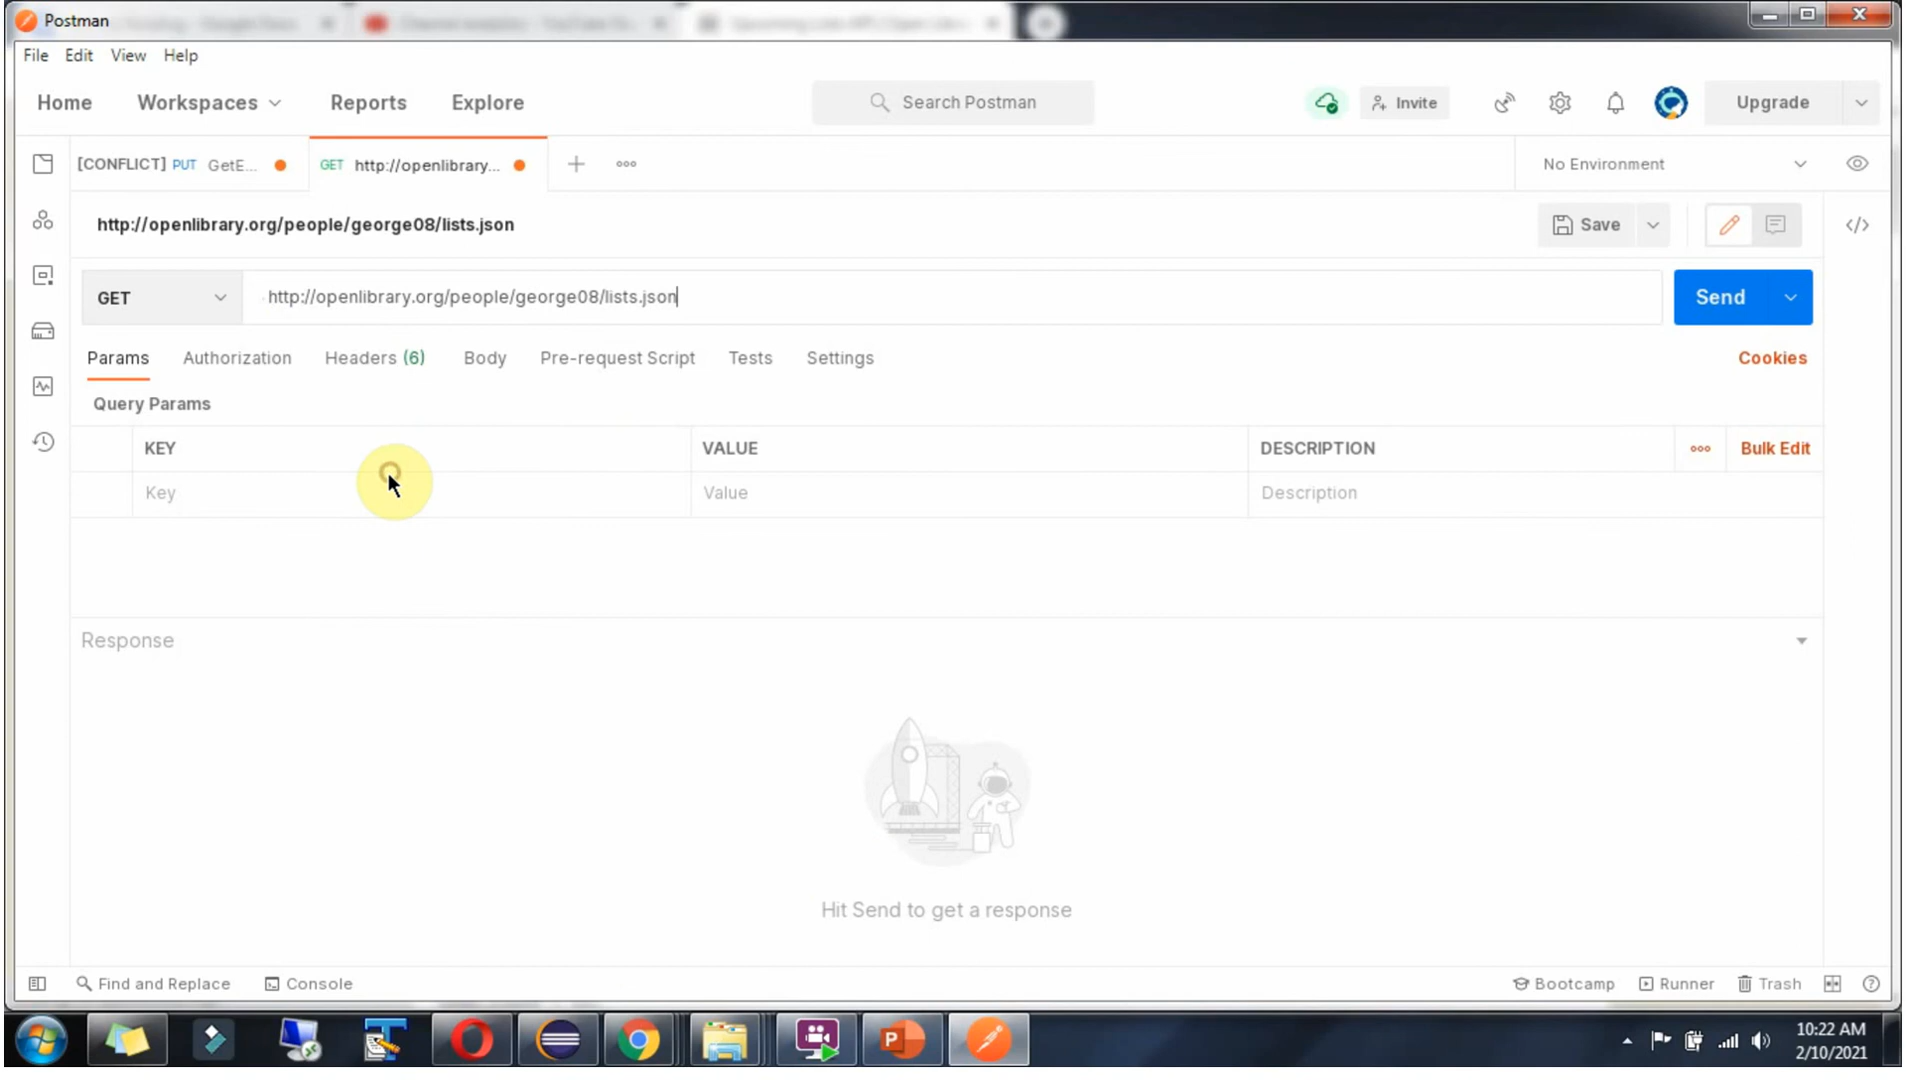 Postman
File Edit View Help
Home Workspaces Reports Explore Search Postman Invite Upgrade
[CONFLICT] PUT GetE... GET http://openlibrary... No Environment
http://openlibrary.org/people/george08/lists.json Save
GET http://openlibrary.org/people/george08/lists.json Send
Params Authorization Headers (6) Body Pre-request Script Tests Settings Cookies
Query Params
KEY VALUE DESCRIPTION Bulk Edit
Key Value Description
Response
Hit Send to get a response
Find and Replace Console Bootcamp Runner Trash
10:22 AM
2/10/2021